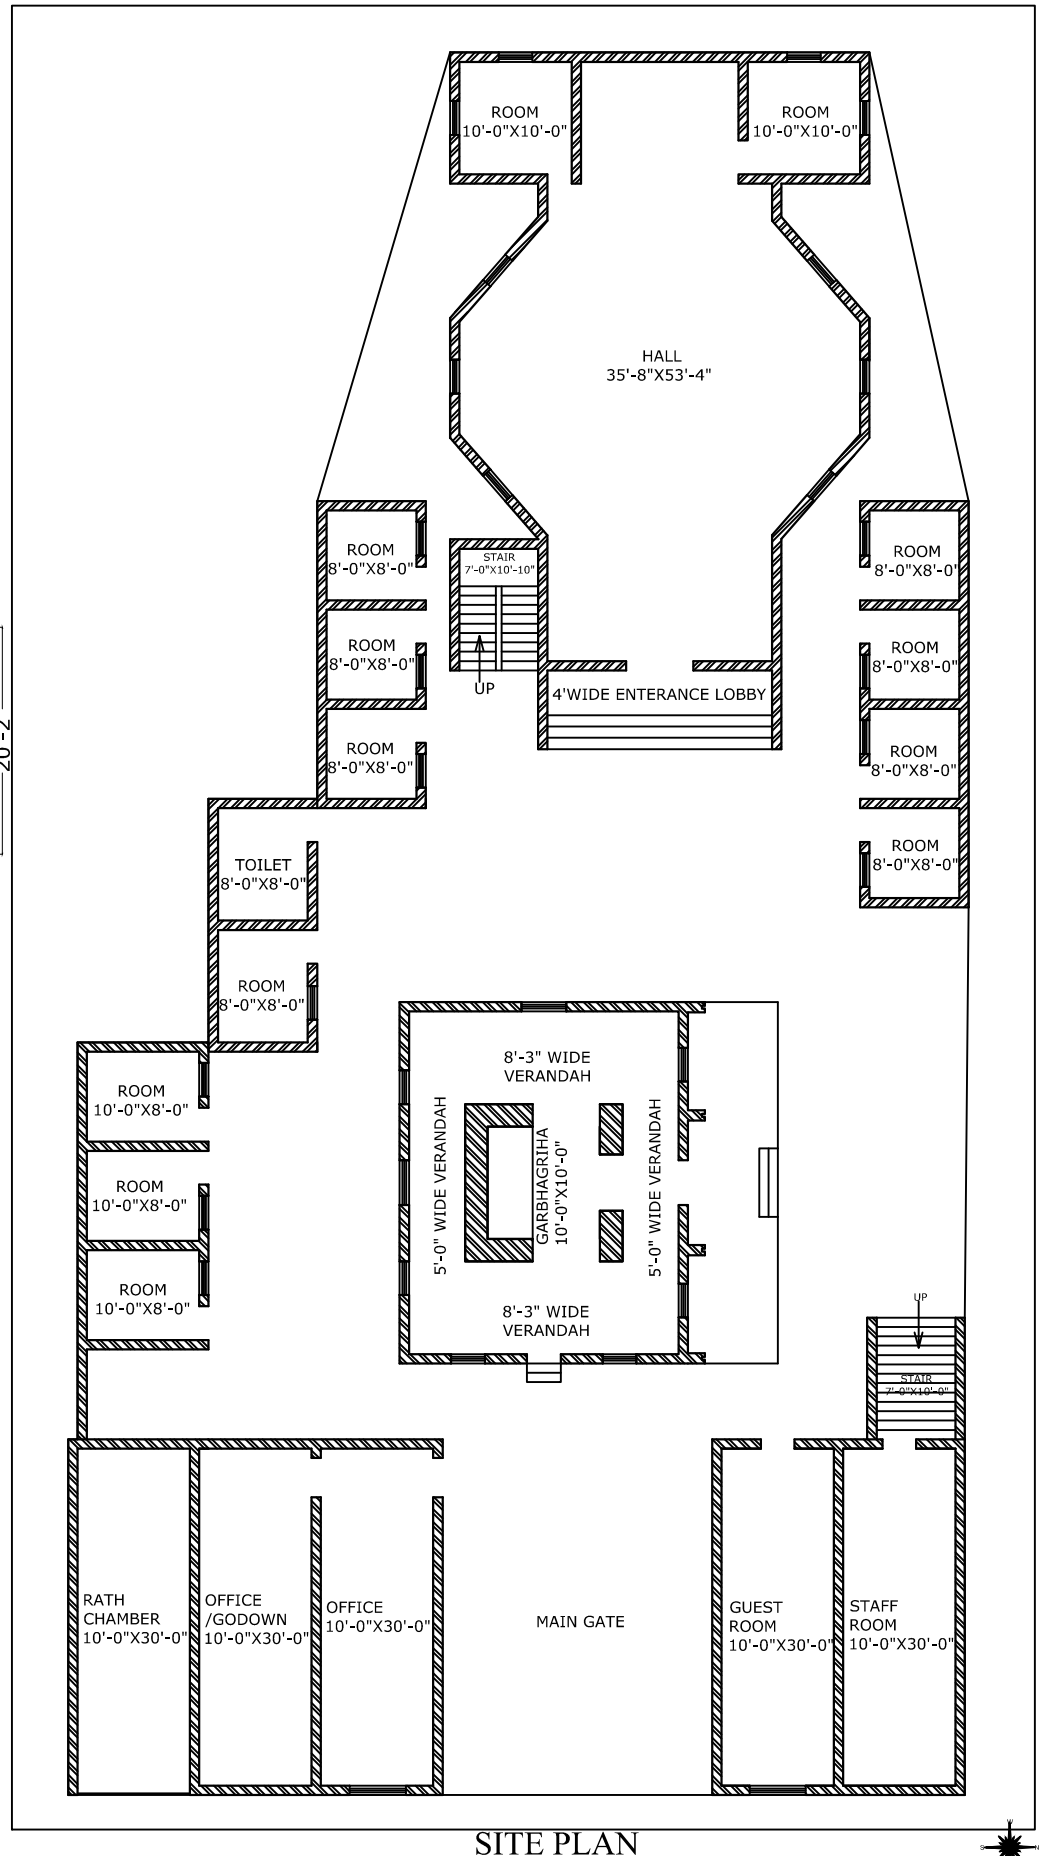 ROOM
10'-0"X10'-0"
ROOM
10'-0"X10'-0"
HALL
35'-8"X53'-4"
ROOM
8'-0"X8'-0"
STAIR
7'-0"X10'-10"
ROOM
8'-0"X8'-0"
ROOM
8'-0"X8'-0"
ROOM
8'-0"X8'-0"
UP
4'WIDE ENTERANCE LOBBY
20'-2"
ROOM
8'-0"X8'-0"
ROOM
8'-0"X8'-0"
TOILET
8'-0"X8'-0"
ROOM
8'-0"X8'-0"
ROOM
8'-0"X8'-0"
8'-3" WIDE
VERANDAH
ROOM
10'-0"X8'-0"
5'-0" WIDE VERANDAH
GARBHAGRIHA
10'-0"X10'-0"
5'-0" WIDE VERANDAH
ROOM
10'-0"X8'-0"
ROOM
10'-0"X8'-0"
8'-3" WIDE
VERANDAH
UP
STAIR
7'-0"X10'-0"
RATH
CHAMBER
10'-0"X30'-0"
OFFICE
/GODOWN
10'-0"X30'-0"
OFFICE
10'-0"X30'-0"
MAIN GATE
GUEST
ROOM
10'-0"X30'-0"
STAFF
ROOM
10'-0"X30'-0"
SITE PLAN
W
S
N